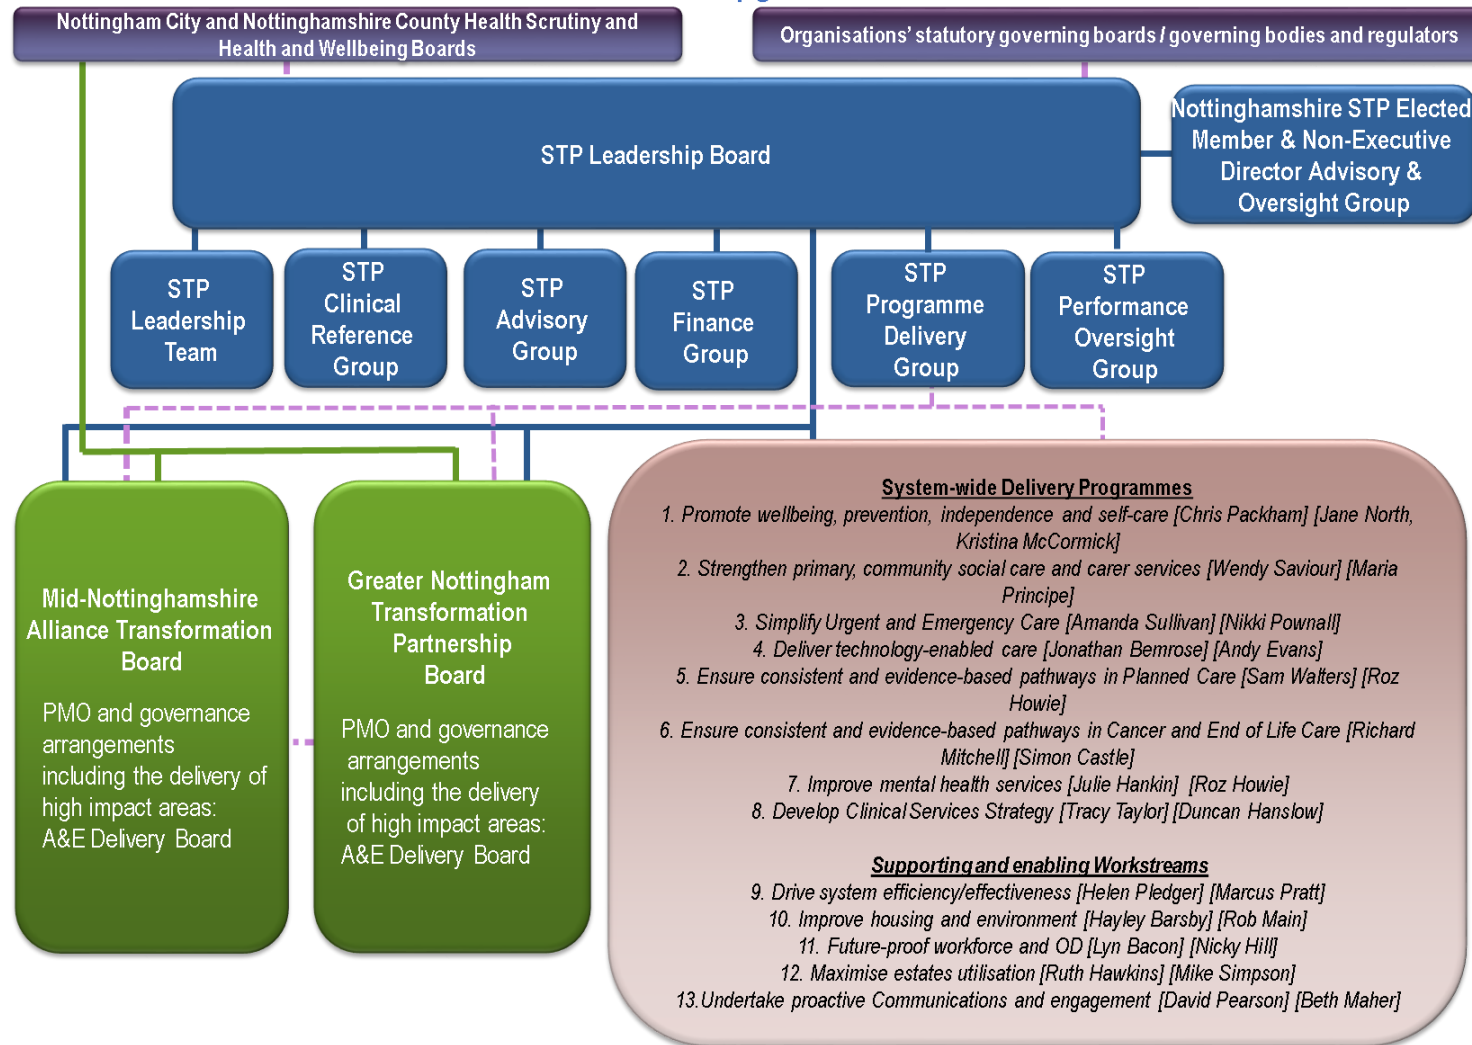 Nottingham City and Nottinghamshire County Health Scrutiny and
Health and Wellbeing Boards
Organisations' statutory governing boards / governing bodies and regulators
STP Leadership Board
Nottinghamshire STP Elected
Member & Non-Executive
Director Advisory &
Oversight Group
STP
Leadership
Team
STP
Clinical
Reference
Group
STP
Advisory
Group
STP
Finance
Group
STP
Programme
Delivery
Group
STP
Performance
Oversight
Group
Mid-Nottinghamshire
Alliance Transformation
Board
PMO and governance
arrangements
including the delivery of
high impact areas:
A&E Delivery Board
Greater Nottingham
Transformation
Partnership
Board
PMO and governance
arrangements
including the delivery
of high impact areas:
A&E Delivery Board
System-wide Delivery Programmes
1. Promote wellbeing, prevention, independence and self-care [Chris Packham] [Jane North,
Kristina McCormick]
2. Strengthen primary, community social care and carer services [Wendy Saviour] [Maria
Principe]
3. Simplify Urgent and Emergency Care [Amanda Sullivan] [Nikki Pownall]
4. Deliver technology-enabled care [Jonathan Bemrose] [Andy Evans]
5. Ensure consistent and evidence-based pathways in Planned Care [Sam Walters] [Roz
Howie]
6. Ensure consistent and evidence-based pathways in Cancer and End of Life Care [Richard
Mitchell] [Simon Castle]
7. Improve mental health services [Julie Hankin] [Roz Howie]
8. Develop Clinical Services Strategy [Tracy Taylor] [Duncan Hanslow]
Supporting and enabling Workstreams
9. Drive system efficiency/effectiveness [Helen Pledger] [Marcus Pratt]
10. Improve housing and environment [Hayley Barsby] [Rob Main]
11. Future-proof workforce and OD [Lyn Bacon] [Nicky Hill]
12. Maximise estates utilisation [Ruth Hawkins] [Mike Simpson]
13.Undertake proactive Communications and engagement [David Pearson] [Beth Maher]